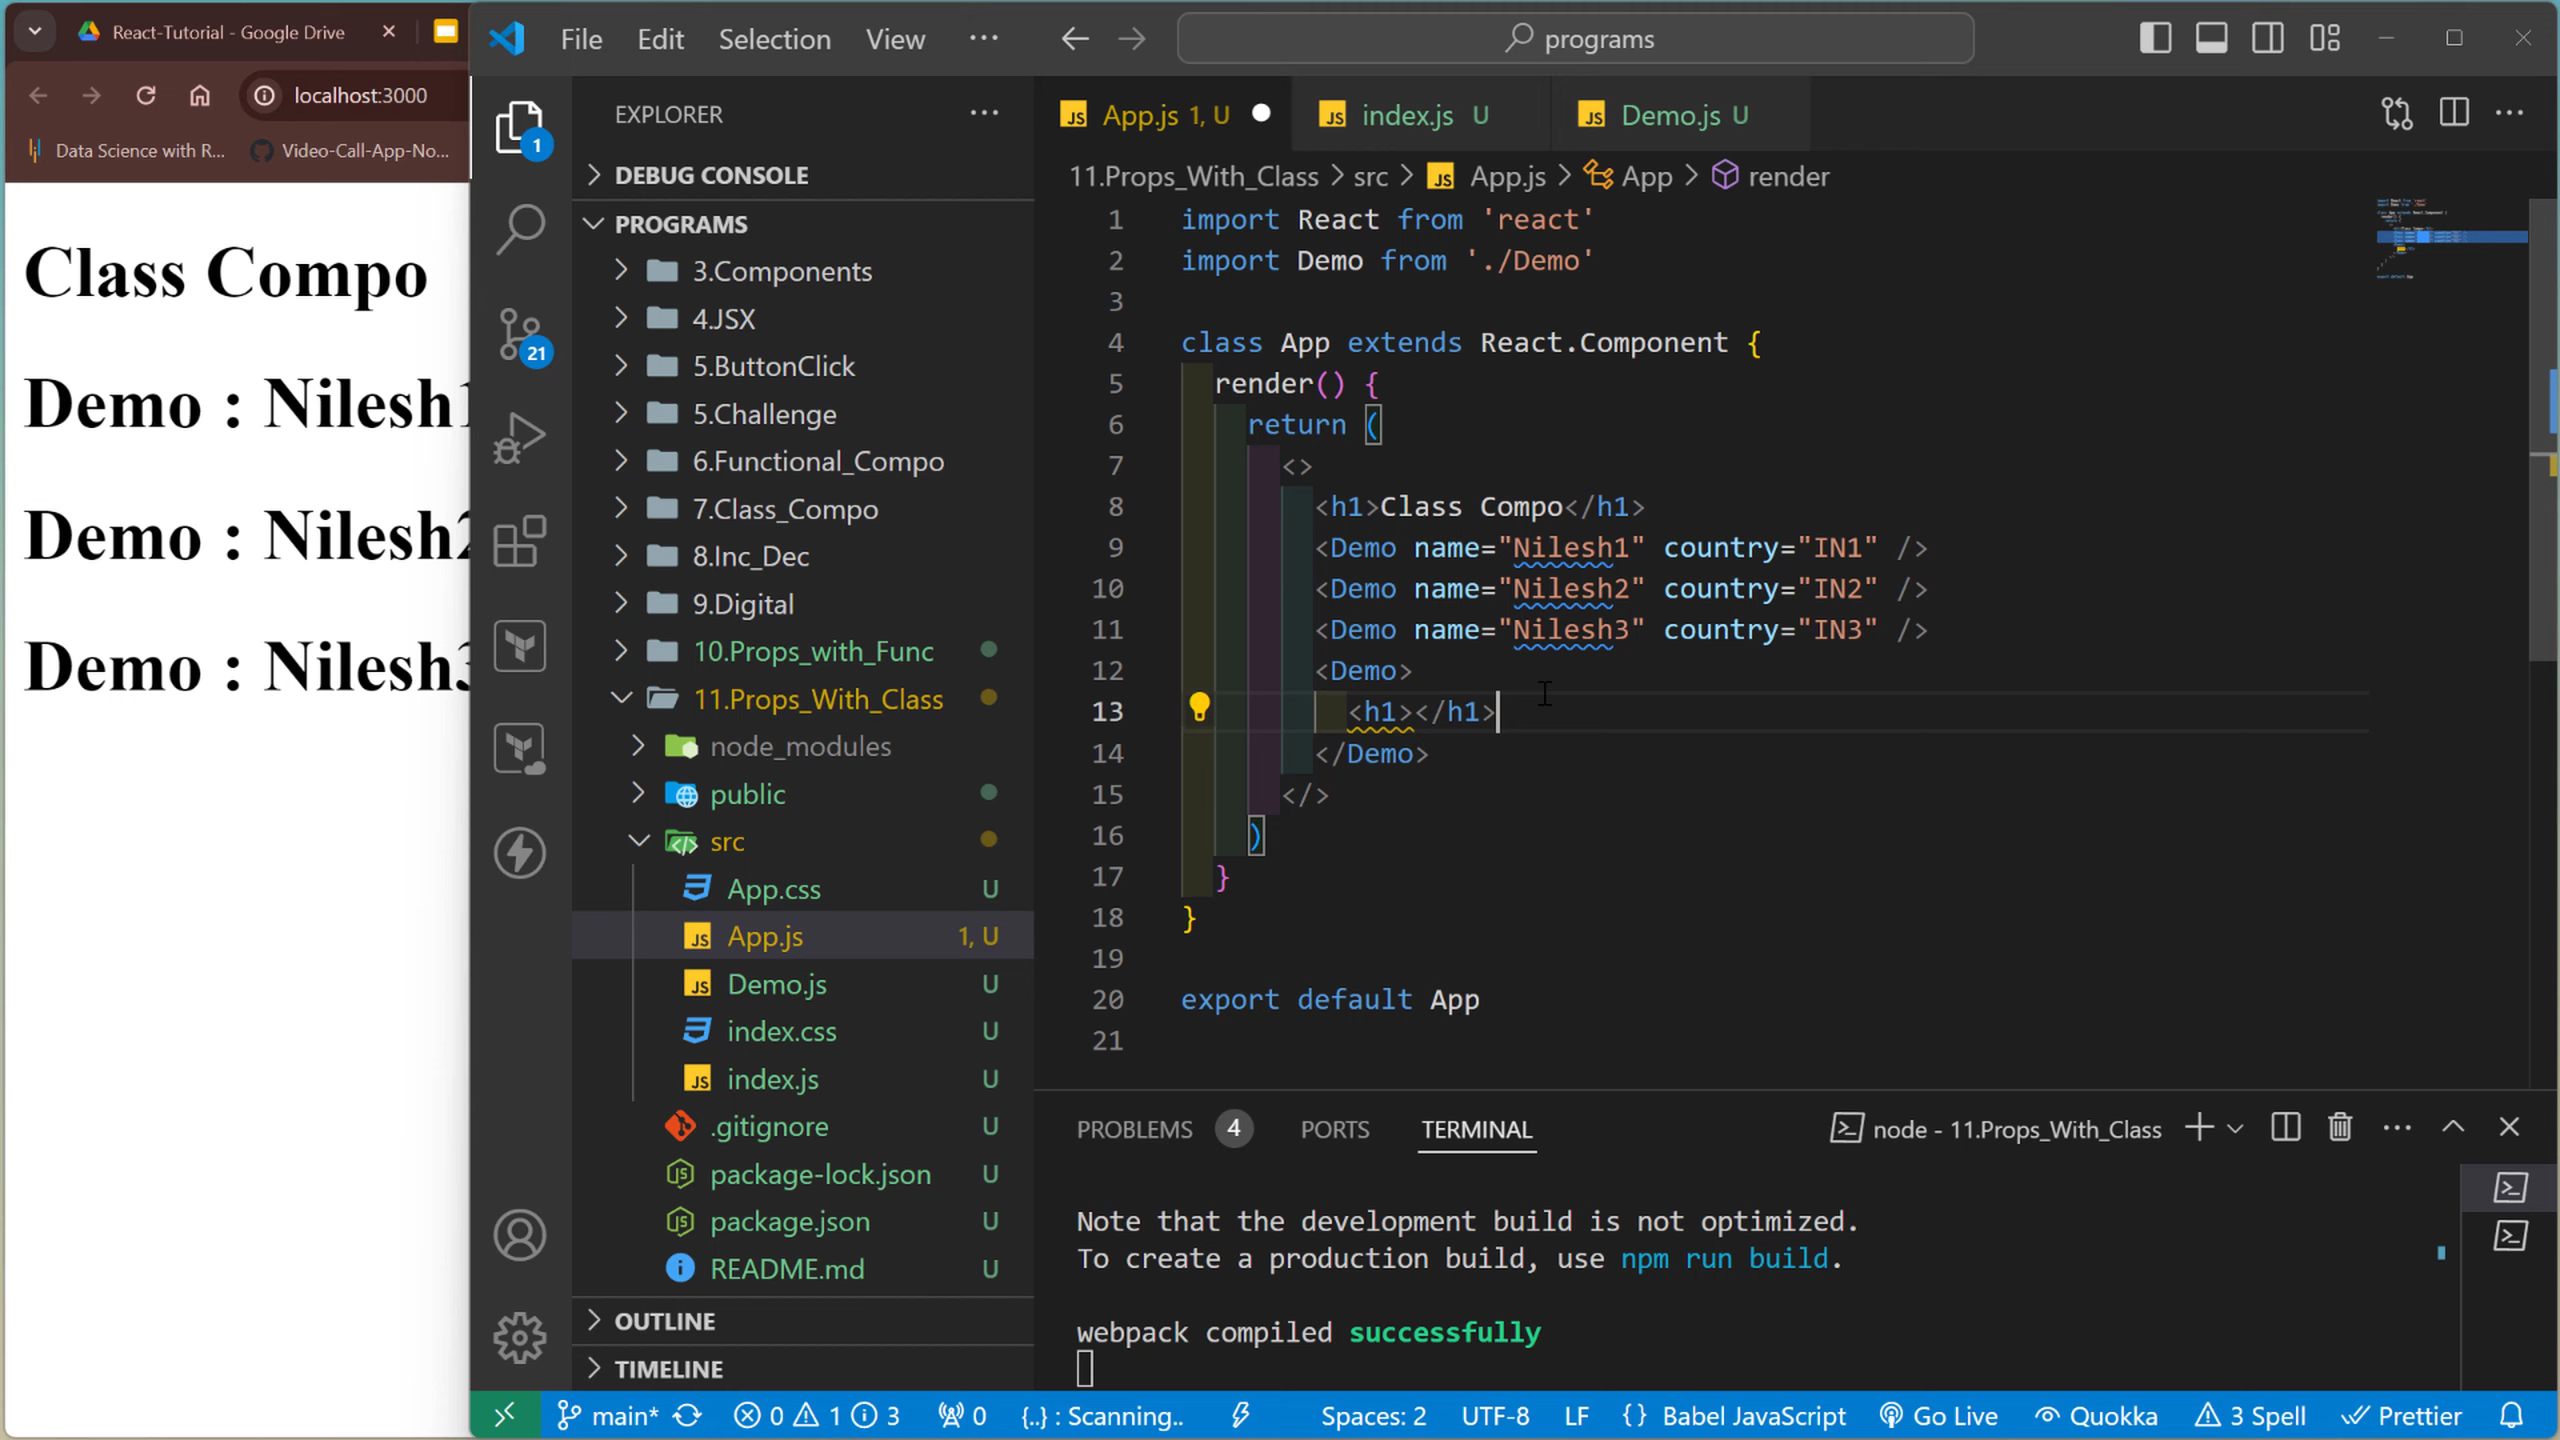 React-Tutorial - Google Drive
localhost:3000
Data Science with R...
Video-Call-App-No...
Class Compo
Demo : Nilesh1
Demo : Nilesh2
Demo : Nilesh3
File Edit Selection View ...
programs
EXPLORER
DEBUG CONSOLE
PROGRAMS
3.Components
4.JSX
5.ButtonClick
5.Challenge
6.Functional_Compo
7.Class_Compo
8.Inc_Dec
9.Digital
10.Props_with_Func
11.Props_With_Class
node_modules
public
src
App.css U
App.js 1, U
Demo.js U
index.css U
index.js U
.gitignore U
package-lock.json U
package.json U
README.md U
OUTLINE
TIMELINE
1
21
App.js 1, U
index.js U
Demo.js U
11.Props_With_Class > src > App.js > App > render
1 import React from 'react'
2 import Demo from './Demo'
3
4 class App extends React.Component {
5 render() {
6 return (
7 <>
8 <h1>Class Compo</h1>
9 <Demo name="Nilesh1" country="IN1" />
10 <Demo name="Nilesh2" country="IN2" />
11 <Demo name="Nilesh3" country="IN3" />
12 <Demo>
13 <h1></h1>
14 </Demo>
15 </>
16 )
17 }
18 }
19
20 export default App
21
PROBLEMS 4 PORTS TERMINAL
node - 11.Props_With_Class
Note that the development build is not optimized.
To create a production build, use npm run build.
webpack compiled successfully
main* 0 1 3 0 {..} : Scanning.. Spaces: 2 UTF-8 LF {} Babel JavaScript Go Live Quokka 3 Spell Prettier